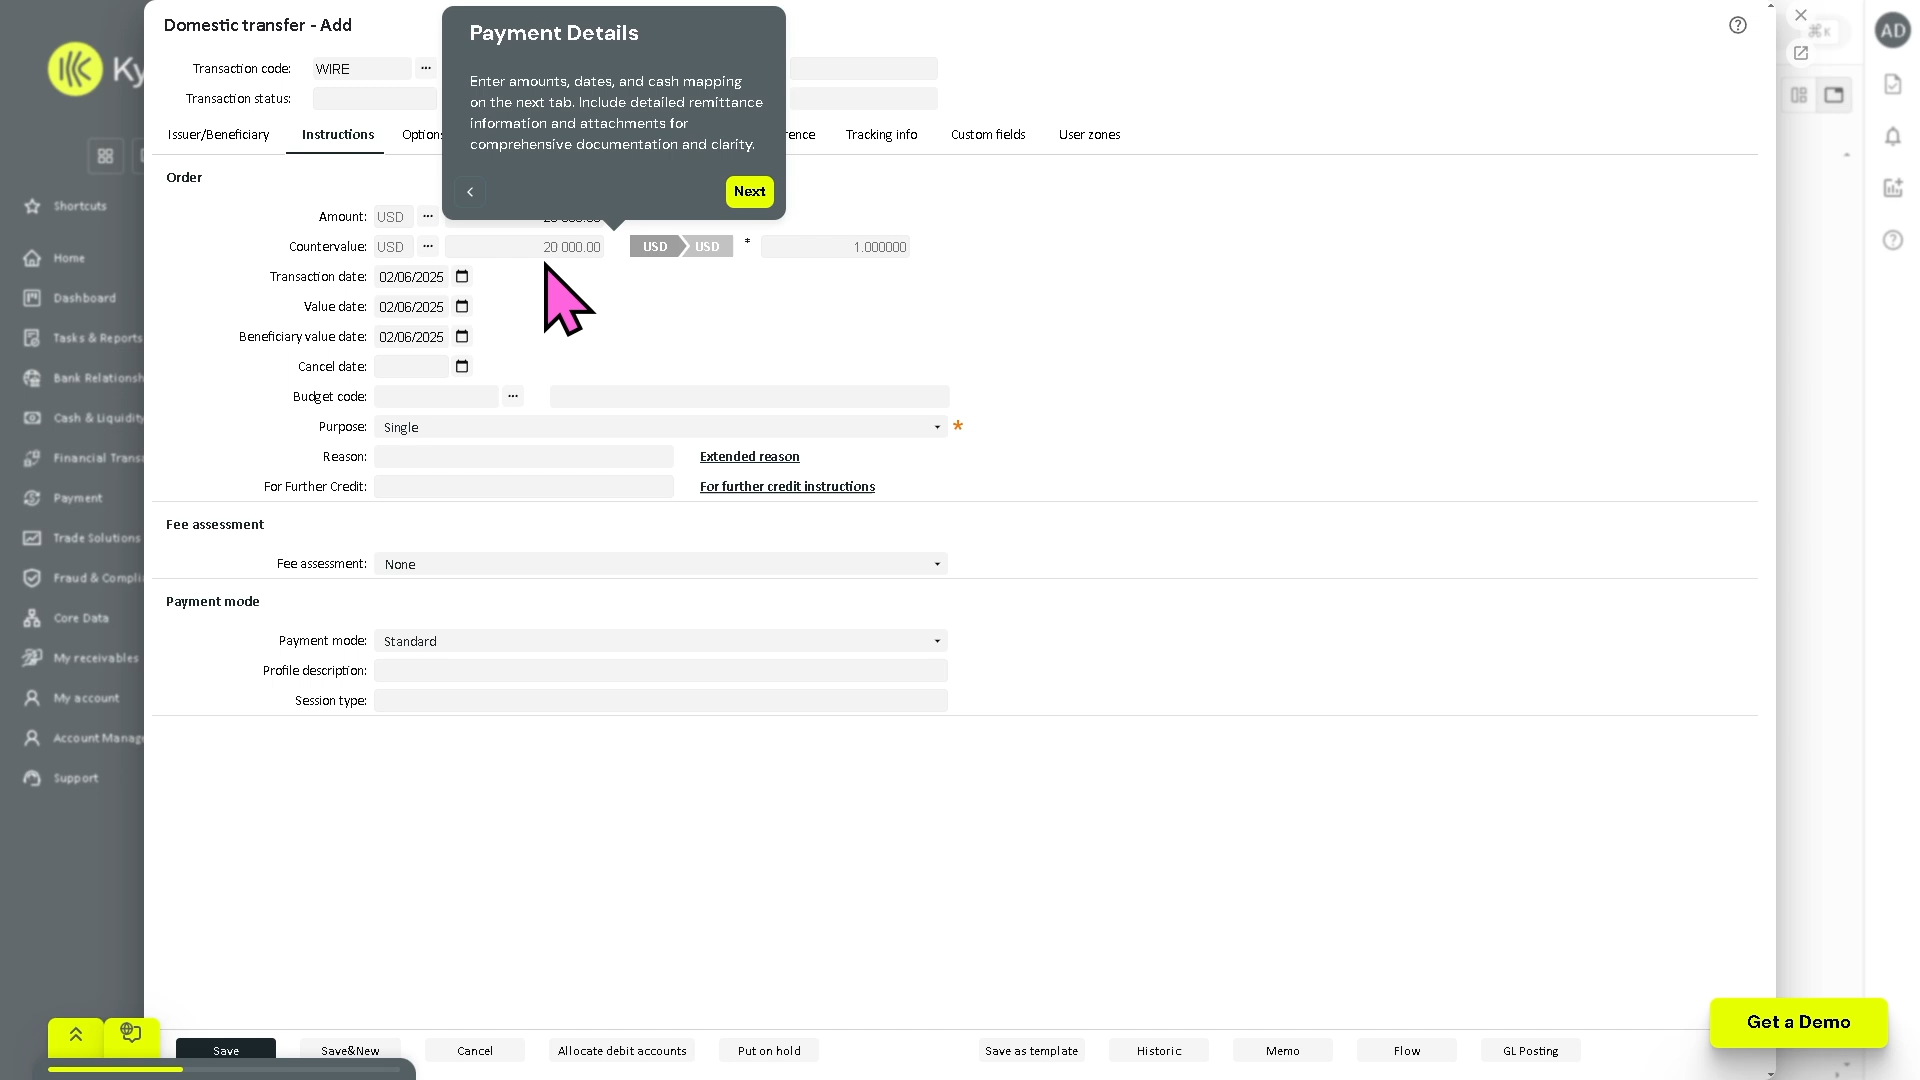 Domestic transfer - Add
Payment Details
Enter amounts, dates, and cash mapping
on the next tab. Include detailed remittance
information and attachments for
comprehensive documentation and clarity.
Next
AD
⌘K
Ky
Transaction code: WIRE
Transaction status:
Issuer/Beneficiary Instructions Options Tracking info Custom fields User zones
Order
Amount: USD
Countervalue: USD 20 000.00 USD USD * 1.000000
Transaction date: 02/06/2025
Value date: 02/06/2025
Beneficiary value date: 02/06/2025
Cancel date:
Budget code:
Purpose: Single *
Reason: Extended reason
For Further Credit: For further credit instructions
Fee assessment
Fee assessment: None
Payment mode
Payment mode: Standard
Profile description:
Session type:
Shortcuts
Home
Dashboard
Tasks & Reports
Bank Relationsh
Cash & Liquidity
Financial Trans
Payment
Trade Solutions
Fraud & Compli
Core Data
My receivables
My account
Account Manag
Support
Save Save&New Cancel Allocate debit accounts Put on hold Save as template Historic Memo Flow GL Posting
Get a Demo